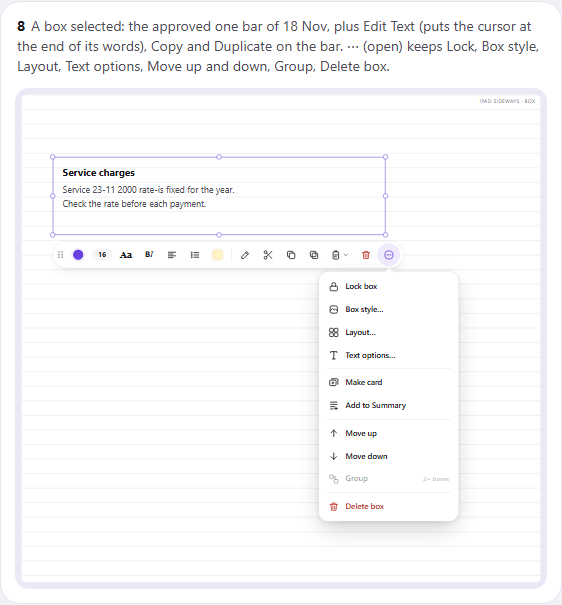 8 A box selected: the approved one bar of 18 Nov, plus Edit Text (puts the cursor at
the end of its words), Copy and Duplicate on the bar. ··· (open) keeps Lock, Box style,
Layout, Text options, Move up and down, Group, Delete box.
IPAD SIDEWAYS · BOX
Service charges
Service 23-11 2000 rate-is fixed for the year.
Check the rate before each payment.
16 Aa BI
Lock box
Box style...
Layout...
Text options...
Make card
Add to Summary
Move up
Move down
Group 2+ boxes
Delete box